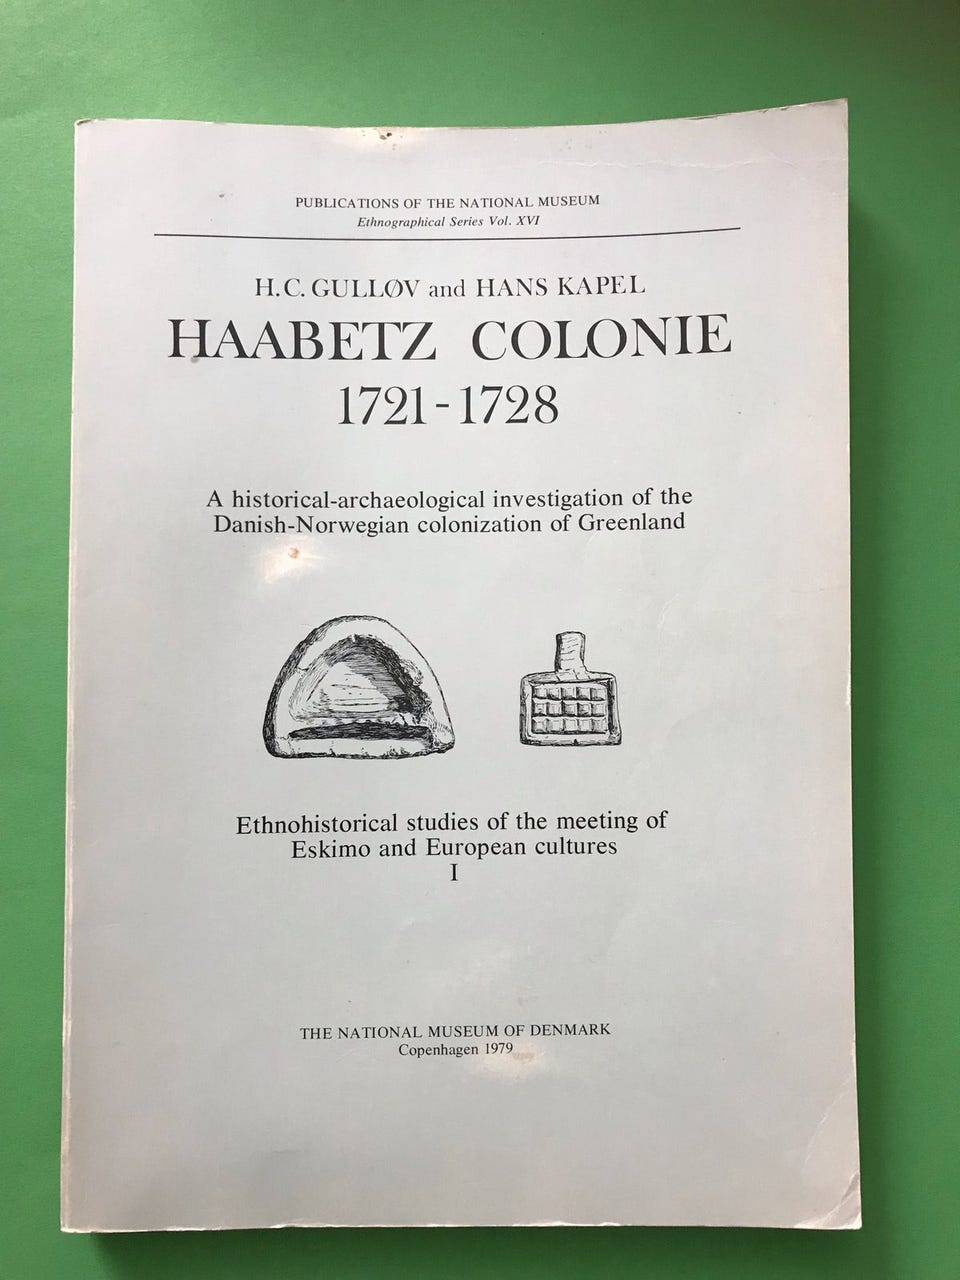 PUBLICATIONS OF THE NATIONAL MUSEUM
Ethnographical Series Vol. XVI
H.C. GULLØV and HANS KAPEL
HAABETZ COLONIE
1721-1728
A historical-archaeological investigation of the
Danish-Norwegian colonization of Greenland
Ethnohistorical studies of the meeting of
Eskimo and European cultures
I
THE NATIONAL MUSEUM OF DENMARK
Copenhagen 1979